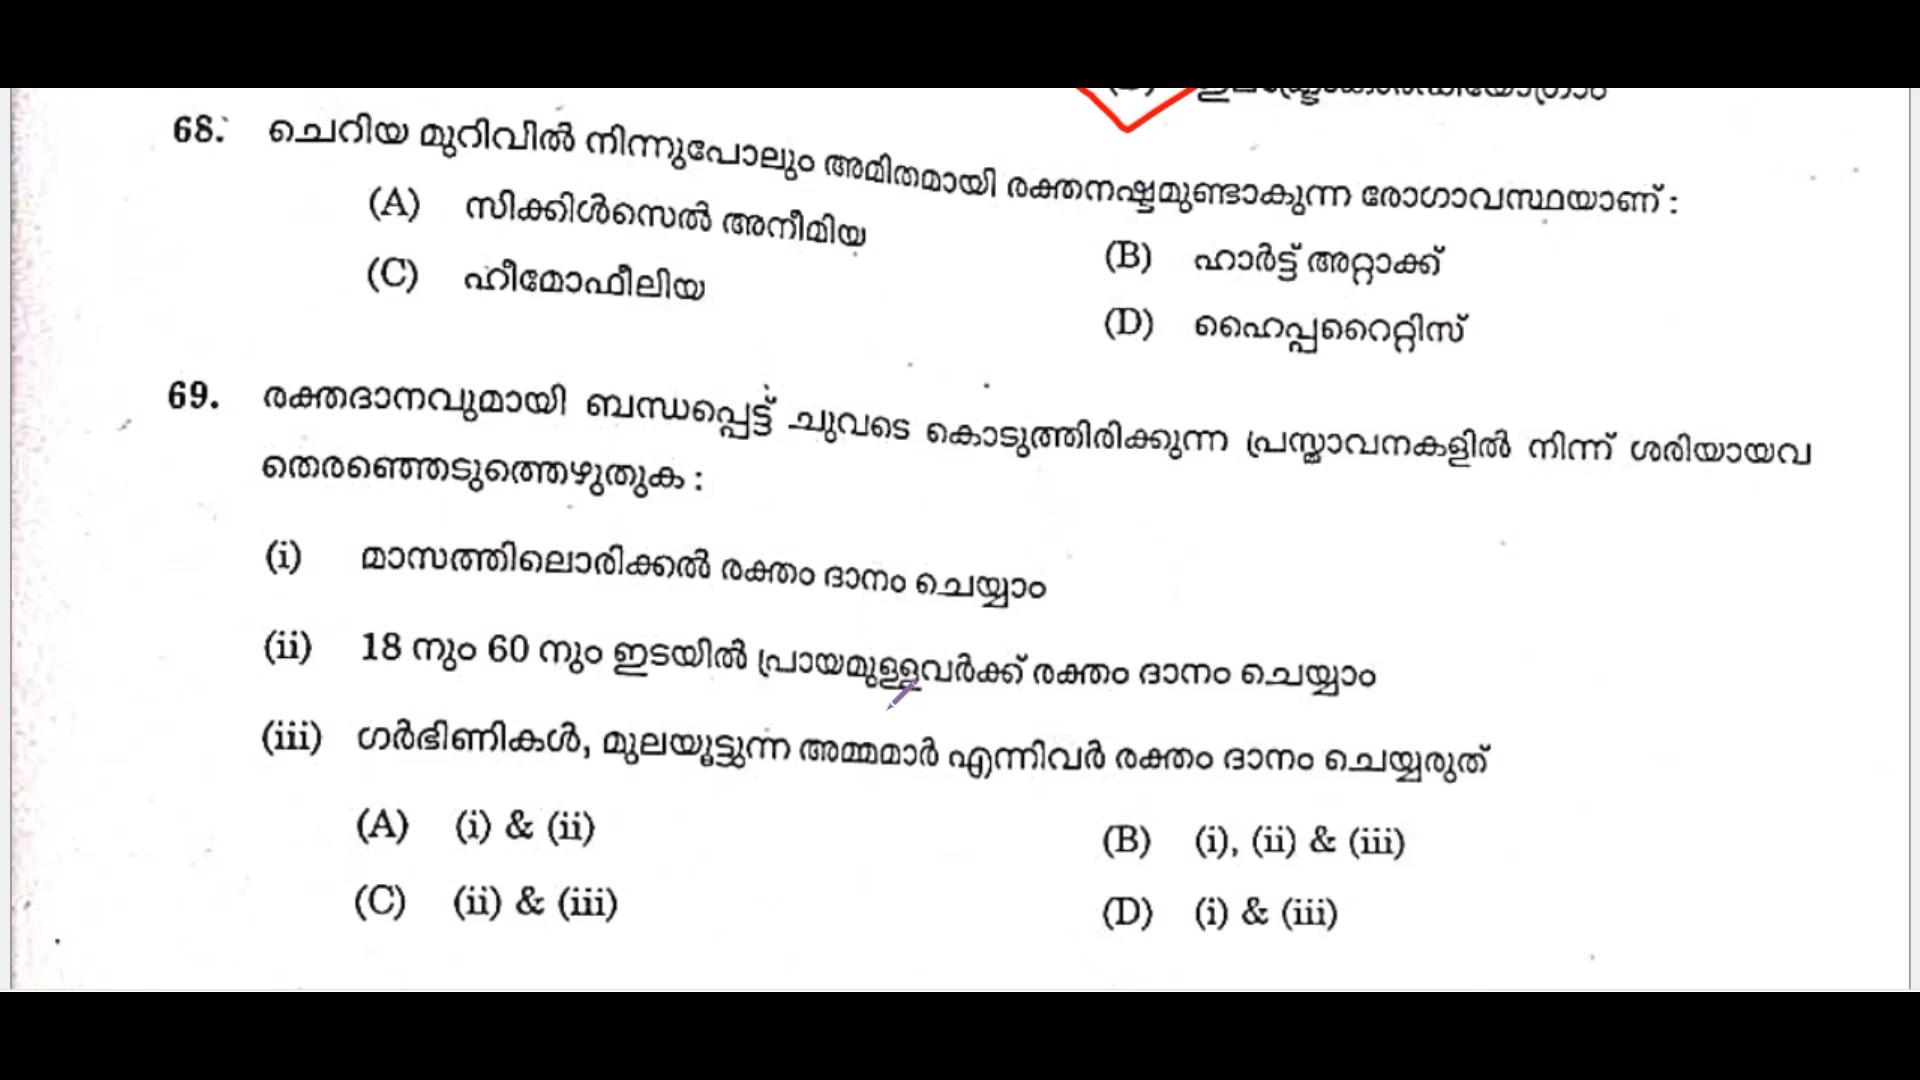 68. ചെറിയ മുറിവിൽ നിന്നുപോലും അമിതമായി രക്തനഷ്ടമുണ്ടാകുന്ന രോഗാവസ്ഥയാണ് :
(A) സിക്കിൾസെൽ അനീമിയ
(B) ഹാർട്ട് അറ്റാക്ക്
(C) ഹീമോഫീലിയ
(D) ഹൈപ്പറൈറ്റിസ്
69. രക്തദാനവുമായി ബന്ധപ്പെട്ട് ചുവടെ കൊടുത്തിരിക്കുന്ന പ്രസ്താവനകളിൽ നിന്ന് ശരിയായവ
തെരഞ്ഞെടുത്തെഴുതുക :
(i) മാസത്തിലൊരിക്കൽ രക്തം ദാനം ചെയ്യാം
(ii) 18 നും 60 നും ഇടയിൽ പ്രായമുള്ളവർക്ക് രക്തം ദാനം ചെയ്യാം
(iii) ഗർഭിണികൾ, മുലയൂട്ടുന്ന അമ്മമാർ എന്നിവർ രക്തം ദാനം ചെയ്യരുത്
(A) (i) & (ii)
(B) (i), (ii) & (iii)
(C) (ii) & (iii)
(D) (i) & (iii)